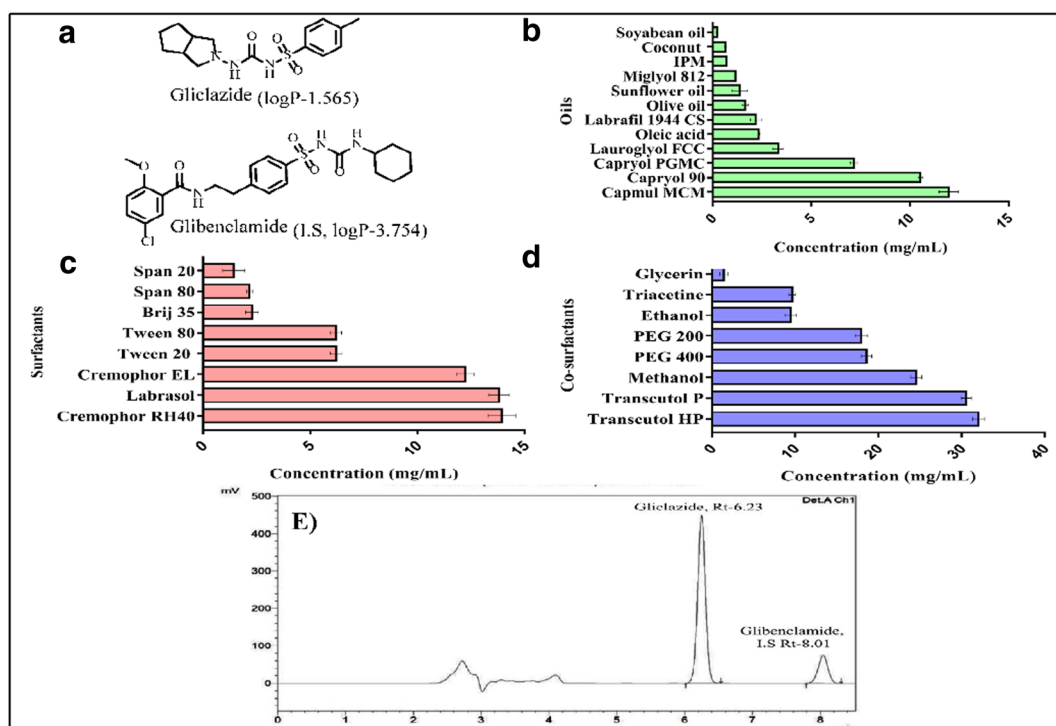 a
N
N
H
O
N
H
S
O
O
Gliclazide (logP-1.565)
O
O
N
H
S
O
O
H
N
O
H
N
Cl
Glibenclamide (I.S, logP-3.754)
b
Oils
Soyabean oil
Coconut
IPM
Miglyol 812
Sunflower oil
Olive oil
Labrafil 1944 CS
Oleic acid
Lauroglyol FCC
Capryol PGMC
Capryol 90
Capmul MCM
0 5 10 15
Concentration (mg/mL)
c
Surfactants
Span 20
Span 80
Brij 35
Tween 80
Tween 20
Cremophor EL
Labrasol
Cremophor RH40
0 5 10 15
Concentration (mg/mL)
d
Co-surfactants
Glycerin
Triacetine
Ethanol
PEG 200
PEG 400
Methanol
Transcutol P
Transcutol HP
0 10 20 30 40
Concentration (mg/mL)
mV
E)
Det.A Ch1
Gliclazide, Rt-6.23
Glibenclamide,
I.S Rt-8.01
500
400
300
200
100
0
0 1 2 3 4 5 6 7 8